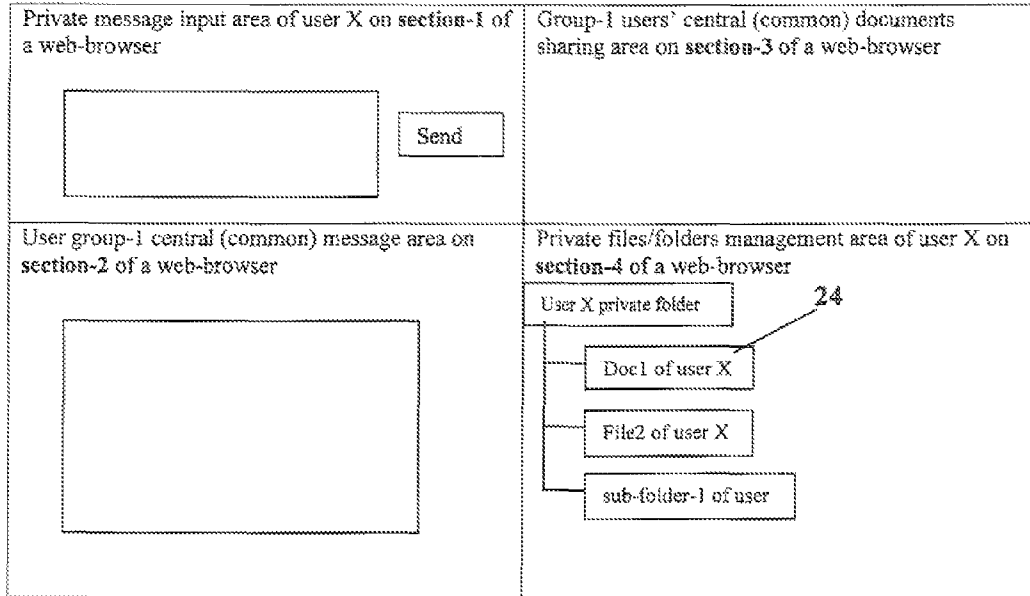 Private message input area of user X on section-1 of
a web-browser
Send
Group-1 users' central (common) documents
sharing area on section-3 of a web-browser
User group-1 central (common) message area on
section-2 of a web-browser
Private files/folders management area of user X on
section-4 of a web-browser
User X private folder
24
Doc1 of user X
File2 of user X
sub-folder-1 of user